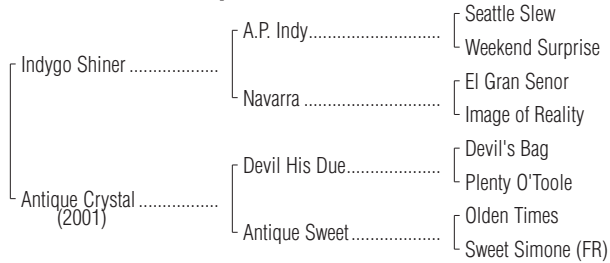 Seattle Slew
A.P. Indy..............................
Weekend Surprise
Indygo Shiner ....................
El Gran Senor
Navarra ..............................
Image of Reality
Devil's Bag
Devil His Due.....................
Plenty O'Toole
Antique Crystal ..................
(2001)
Olden Times
Antique Sweet....................
Sweet Simone (FR)